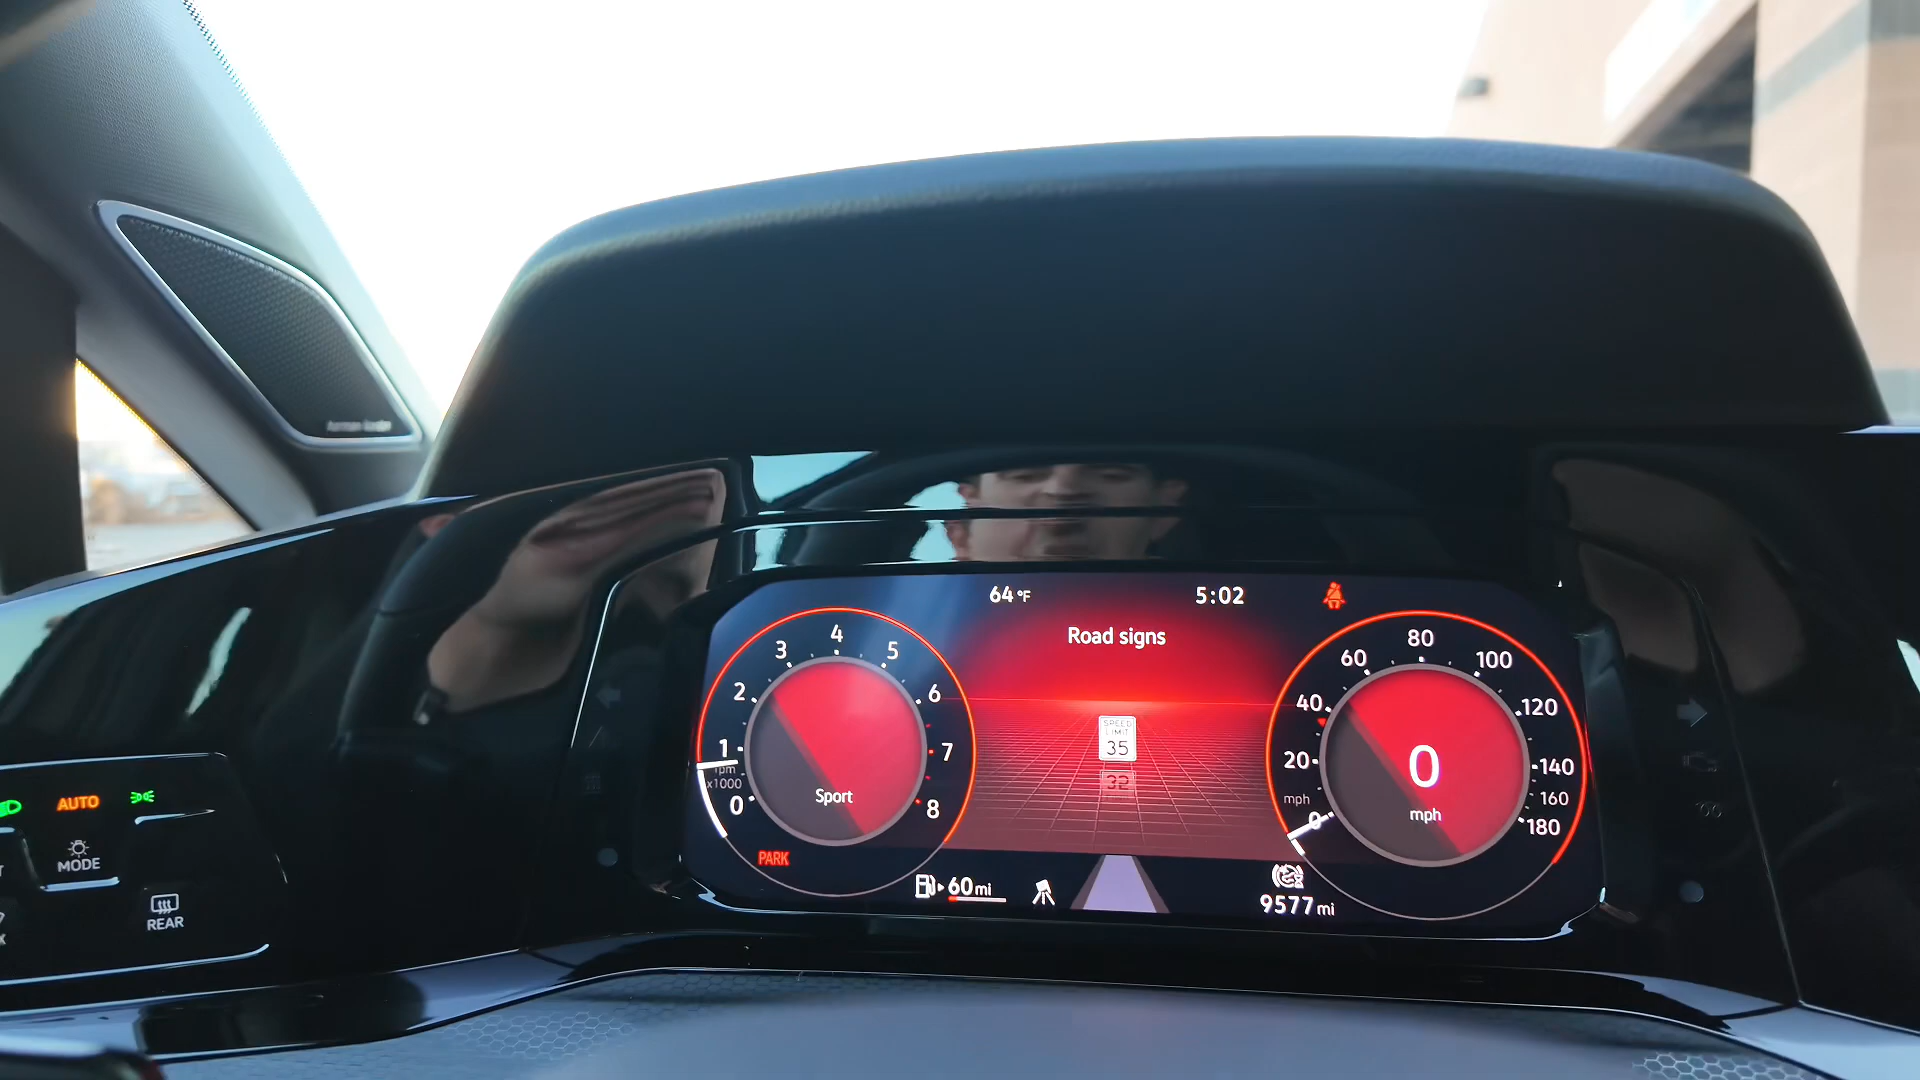 harman kardon
64 °F
5:02
Road signs
SPEED
LIMIT
35
0
1
2
3
4
5
6
7
8
rpm
x1000
Sport
PARK
0
20
40
60
80
100
120
140
160
180
mph
0
mph
60 mi
9577 mi
AUTO
MODE
REAR